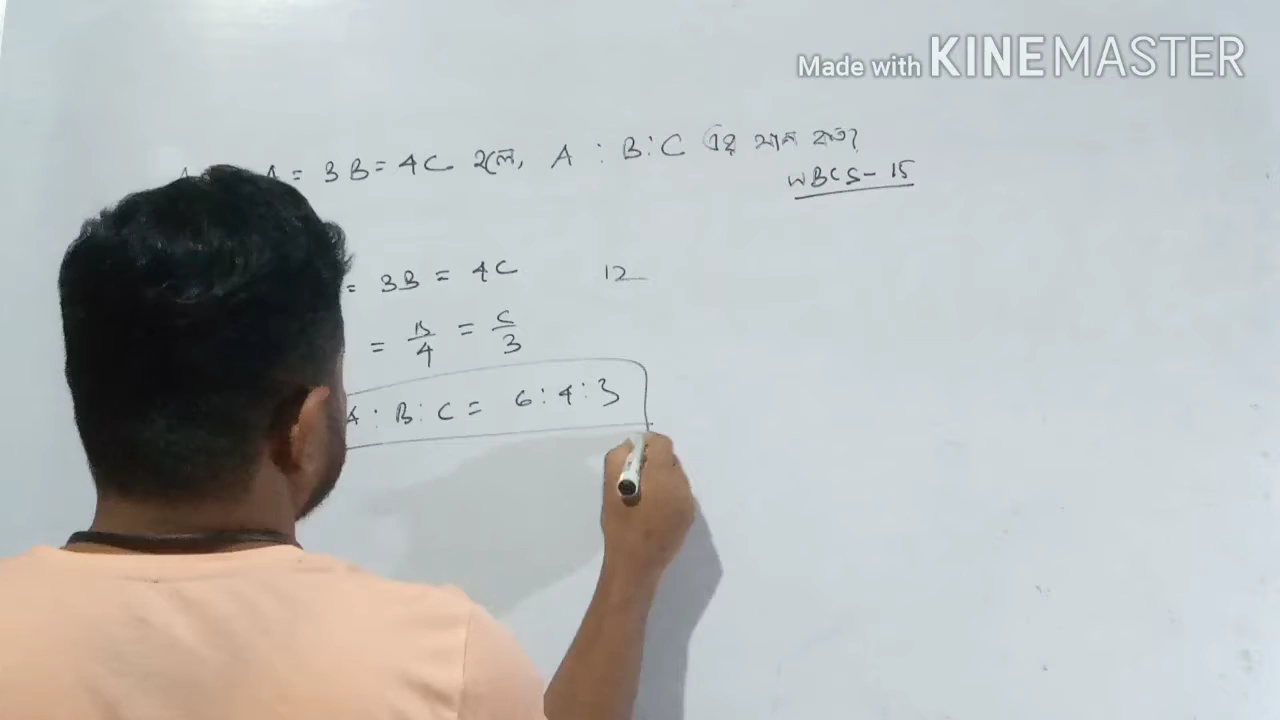 Made with KINEMASTER
A = 3B = 4C হলে, A : B : C এর মান কত?
WBCS - 15
= 3B = 4C 12
= B/4 = C/3
A : B : C = 6 : 4 : 3